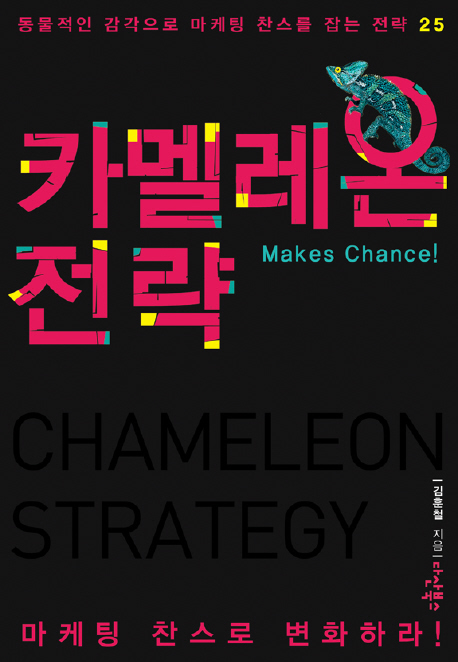 동물적인 감각으로 마케팅 찬스를 잡는 전략 25
카멜레온
전략
Makes Chance!
CHAMELEON
STRATEGY
김훈철 지음
마케팅 찬스로 변화하라!